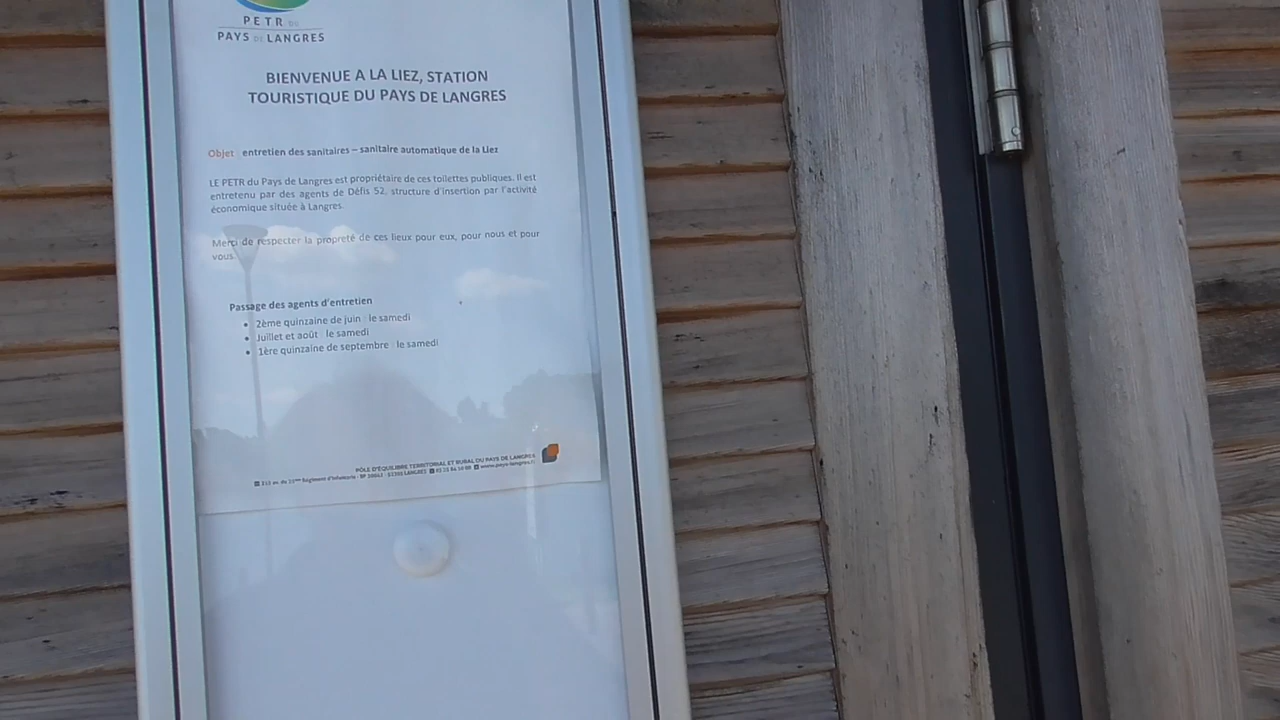 PETR DU
PAYS DE LANGRES
BIENVENUE A LA LIEZ, STATION
TOURISTIQUE DU PAYS DE LANGRES
Objet : entretien des sanitaires – sanitaire automatique de la Liez
LE PETR du Pays de Langres est propriétaire de ces toilettes publiques. Il est
entretenu par des agents de Défis 52, structure d'insertion par l'activité
économique située à Langres.
Merci de respecter la propreté de ces lieux pour eux, pour nous et pour
vous.
Passage des agents d'entretien
• 2ème quinzaine de juin : le samedi
• Juillet et août : le samedi
• 1ère quinzaine de septembre : le samedi
PÔLE D'ÉQUILIBRE TERRITORIAL ET RURAL DU PAYS DE LANGRES
Régiment d'Infanterie - LANGRES www.pays-langres.fr